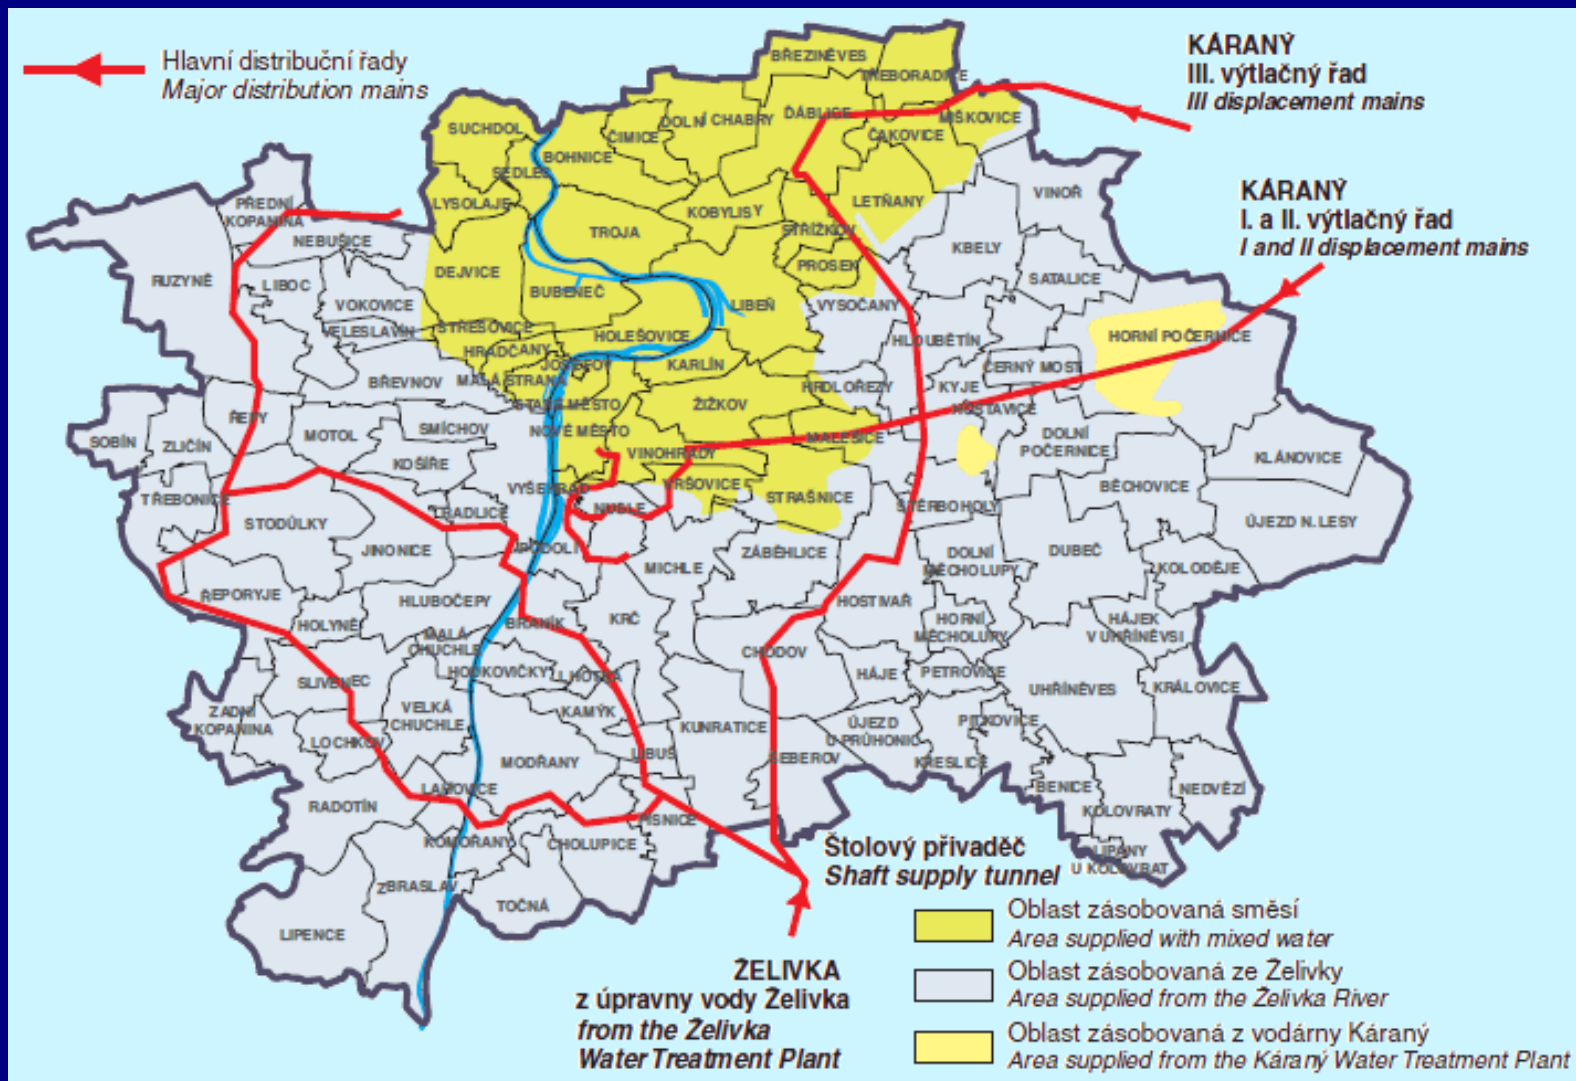 Hlavní distribuční řady
Major distribution mains
KÁRANÝ
III. výtlačný řad
III displacement mains
KÁRANÝ
I. a II. výtlačný řad
I and II displacement mains
BŘEZINĚVES
TŘEBORADICE
MIŠKOVICE
ĎÁBLICE
ČAKOVICE
DOLNÍ CHABRY
ČIMICE
SUCHDOL
BOHNICE
SEDLEC
LYSOLAJE
LETŇANY
VINOŘ
PŘEDNÍ
KOPANINA
NEBUŠICE
KOBYLISY
TROJA
STŘÍŽKOV
KBELY
RUZYNĚ
LIBOC
DEJVICE
PROSEK
SATALICE
VOKOVICE
BUBENEČ
LIBEŇ
VYSOČANY
VELESLAVÍN
STŘEŠOVICE
HOLEŠOVICE
HLOUBĚTÍN
HORNÍ POČERNICE
HRADČANY
JOSEFOV
KARLÍN
ČERNÝ MOST
BŘEVNOV
MALÁ STRANA
HRDLOŘEZY
KYJE
STARÉ MĚSTO
ŽIŽKOV
HOSTAVICE
ŘEPY
MOTOL
SMÍCHOV
NOVÉ MĚSTO
MALEŠICE
DOLNÍ
POČERNICE
SOBÍN
ZLIČÍN
KOŠÍŘE
VINOHRADY
KLÁNOVICE
TŘEBONICE
VYŠEHRAD
VRŠOVICE
STRAŠNICE
BĚCHOVICE
STODŮLKY
RADLICE
NUSLE
ŠTĚRBOHOLY
ÚJEZD N. LESY
JINONICE
PODOLÍ
MICHLE
ZÁBĚHLICE
DOLNÍ
MĚCHOLUPY
DUBEČ
KOLODĚJE
ŘEPORYJE
HLUBOČEPY
HOSTIVAŘ
HOLYNĚ
MALÁ
CHUCHLE
BRANÍK
KRČ
HORNÍ
MĚCHOLUPY
HÁJEK
V UHŘÍNĚVSI
SLIVENEC
HODKOVIČKY
LHOTKA
CHODOV
HÁJE
PETROVICE
UHŘÍNĚVES
KRÁLOVICE
ZADNÍ
KOPANINA
VELKÁ
CHUCHLE
KAMÝK
KUNRATICE
ÚJEZD
U PRŮHONIC
PITKOVICE
LOCHKOV
MODŘANY
LIBUŠ
ŠEBEROV
KŘESLICE
RADOTÍN
LAHOVICE
BENICE
NEDVĚZÍ
KOLOVRATY
PÍSNICE
KOMOŘANY
CHOLUPICE
LIPANY
U KOLOVRAT
ZBRASLAV
TOČNÁ
LIPENCE
Štolový přivaděč
Shaft supply tunnel
ŽELIVKA
z úpravny vody Želivka
from the Želivka
Water Treatment Plant
Oblast zásobovaná směsí
Area supplied with mixed water
Oblast zásobovaná ze Želivky
Area supplied from the Želivka River
Oblast zásobovaná z vodárny Káraný
Area supplied from the Káraný Water Treatment Plant